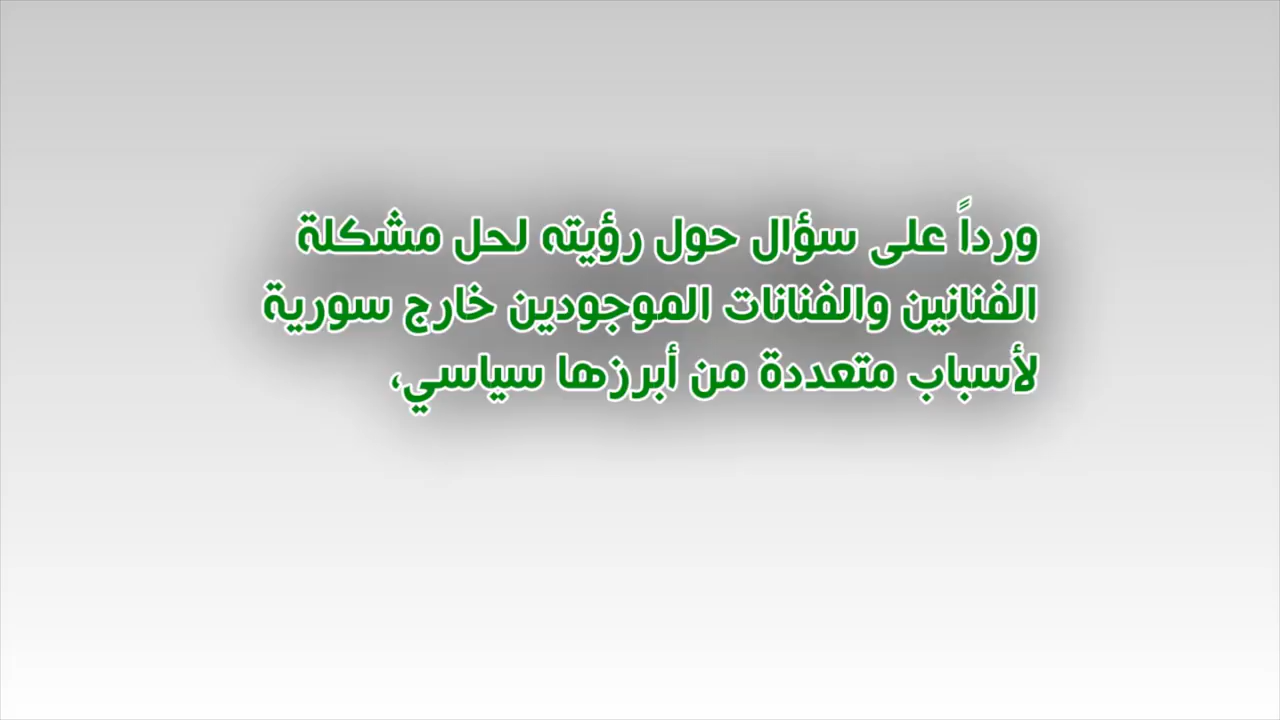 ورداً على سؤال حول رؤيته لحل مشكلة
الفنانين والفنانات الموجودين خارج سورية
لأسباب متعددة من أبرزها سياسي،